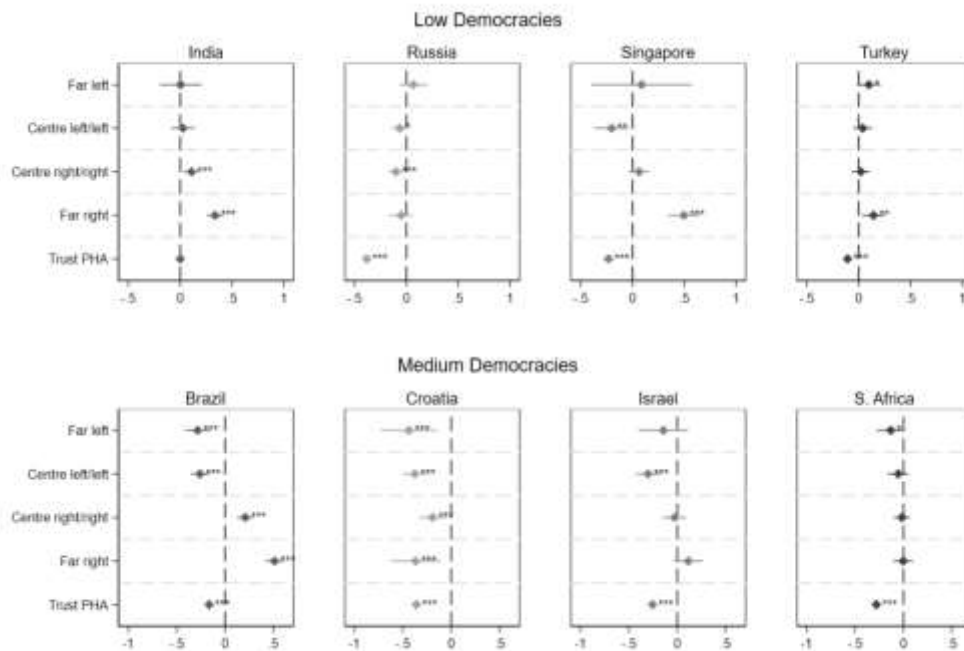 Low Democracies
India Russia Singapore Turkey
Far left
Centre left/left
Centre right/right
Far right
Trust PHA
-.5 0 .5 1 -.5 0 .5 1 -.5 0 .5 1 -.5 0 .5 1
Medium Democracies
Brazil Croatia Israel S. Africa
Far left
Centre left/left
Centre right/right
Far right
Trust PHA
-1 -.5 0 .5 -1 -.5 0 .5 -1 -.5 0 .5 -1 -.5 0 .5